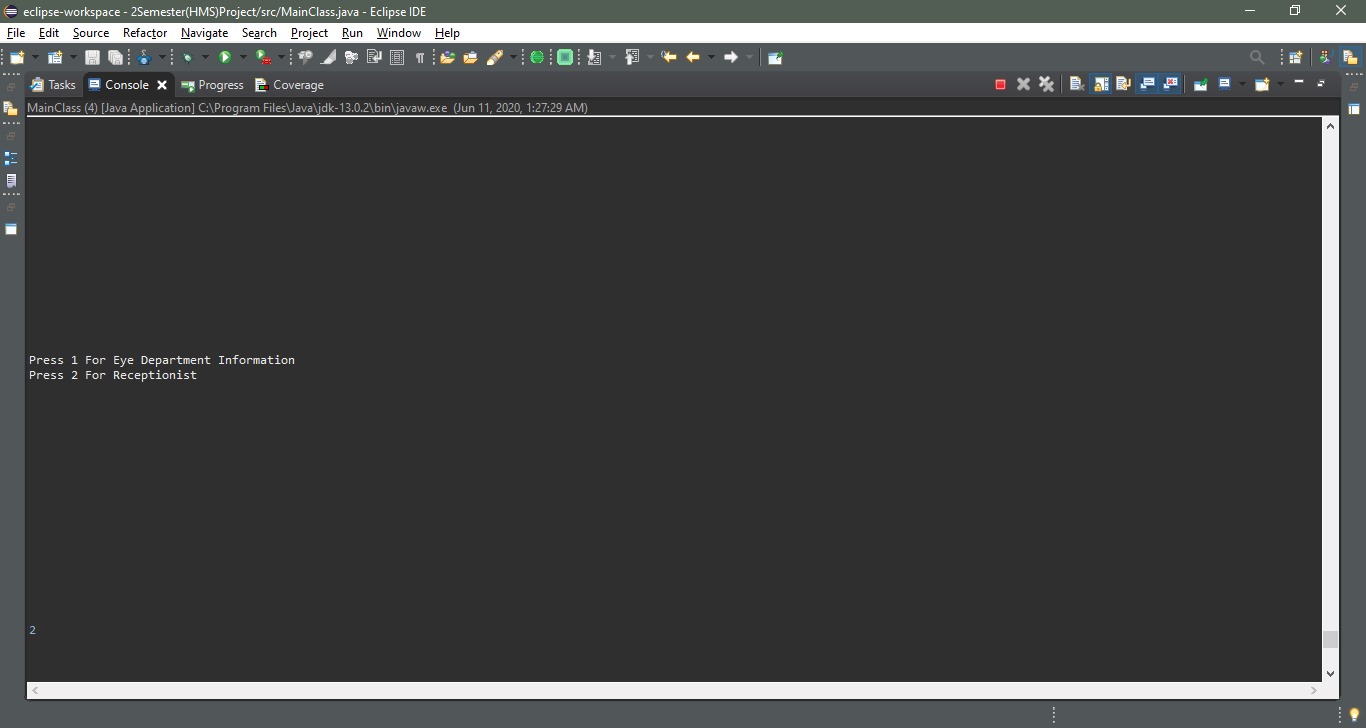 eclipse-workspace - 2Semester(HMS)Project/src/MainClass.java - Eclipse IDE
File Edit Source Refactor Navigate Search Project Run Window Help
Tasks Console Progress Coverage
MainClass (4) [Java Application] C:\Program Files\Java\jdk-13.0.2\bin\javaw.exe (Jun 11, 2020, 1:27:29 AM)
Press 1 For Eye Department Information
Press 2 For Receptionist
2